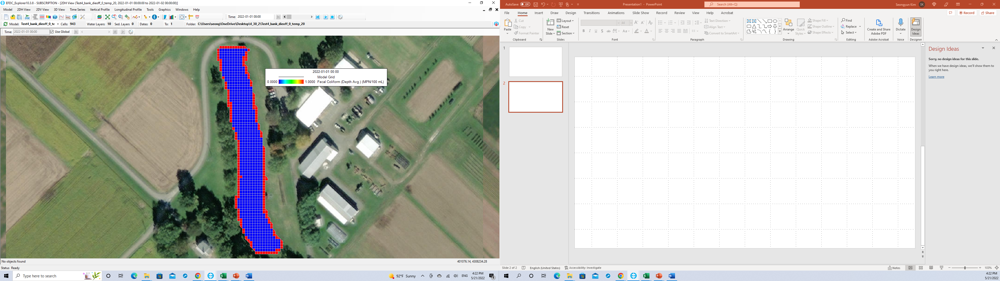 EFDC_Explorer10.3.8 - SUBSCRIPTION - [2DH View (Test4_bank_dieoff_0_temp_20, 2022-01-01 00:00:00 to 2022-01-02 00:00:00)]
Model 2DH View 2DV View 3D View Time Series Vertical Profile Longitudinal Profile Tools Graphics Windows Help
Time: 2022-01-01 00:00
Model: Test4_bank_dieoff_0_te Cells: 943 Water Layers: 10 Sed. Layers 0 Dates: 0 To: 1 Folder: C:\Users\seong\OneDrive\Desktop\4_30_2\Test4_bank_dieoff_0_temp_20
Time: 2022-01-01 00:00 Use Global
2022-01-01 00:00
Model Grid
0.0000 1.0000 Fecal Coliform (Depth Avg.) (MPN/100 mL)
No objects found
401076.14, 4308234.28
Status Ready
Type here to search
92°F Sunny
ENG
4:22 PM
5/21/2022
4
AutoSave Off
Presentation1 - PowerPoint
Search (Alt+Q)
Seongyun Kim SK
File Home Insert Draw Design Transitions Animations Slide Show Record Review View Help Acrobat
Record Share
Paste
Cut
Copy
Format Painter
Clipboard
New
Slide
Layout
Reset
Section
Slides
44
B I U S ab AV Aa A
Font
Text Direction
Align Text
Convert to SmartArt
Paragraph
Arrange
Quick
Styles
Shape Fill
Shape Outline
Shape Effects
Drawing
Find
Replace
Select
Editing
Create and Share
Adobe PDF
Adobe Acrobat
Dictate
Voice
Design
Ideas
Designer
1
2
Design Ideas
Sorry, no design ideas for this slide.
When we have design ideas, we'll show them to
you right here.
Learn more
Slide 2 of 2 English (United States) Accessibility: Investigate
Notes
103%
4:22 PM
5/21/2022